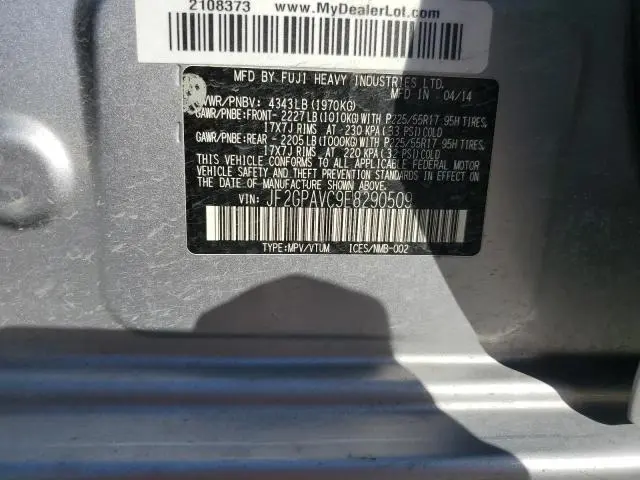 2108373
www.MyDealerLot.com
MFD BY FUJI HEAVY INDUSTRIES LTD.
MFD IN 04/14
GVWR/PNBV: 4343LB(1970KG)
GAWR/PNBE:FRONT- 2227LB(1010KG)WITH P225/55R17 95H TIRES,
17X7J RIMS AT 230 KPA(33 PSI)COLD
GAWR/PNBE:REAR - 2205LB(1000KG)WITH P225/55R17 95H TIRES,
17X7J RIMS AT 220 KPA(32 PSI)COLD
THIS VEHICLE CONFORMS TO ALL APPLICABLE FEDERAL MOTOR
VEHICLE SAFETY AND THEFT PREVENTION STANDARDS
IN EFFECT ON THE DATE OF MANUFACTURE SHOWN ABOVE.
VIN: JF2GPAVC9E8290509
TYPE:MPV/VTUM ICES/NMB-002